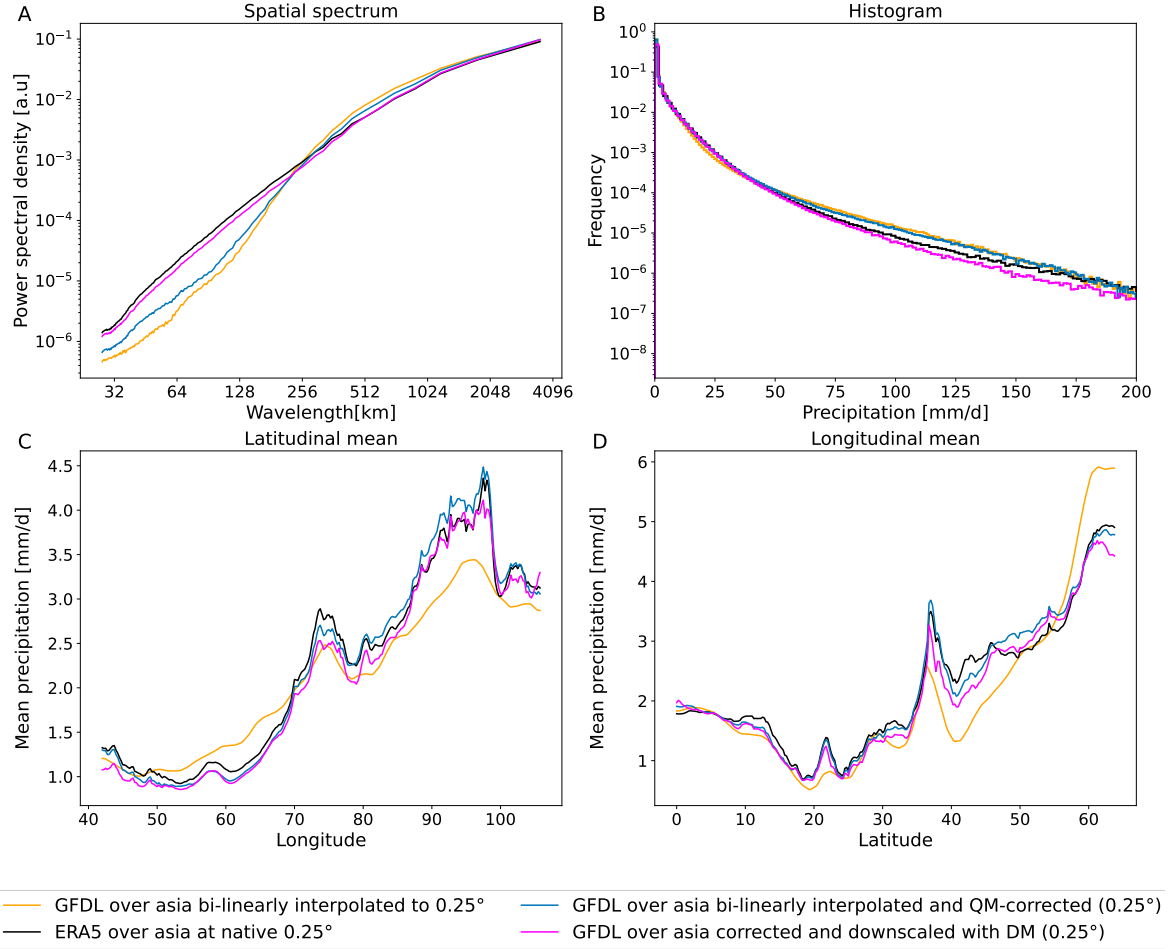 A
Spatial spectrum
Power spectral density [a.u]
10⁻¹
10⁻²
10⁻³
10⁻⁴
10⁻⁵
10⁻⁶
32 64 128 256 512 1024 2048 4096
Wavelength[km]
B
Histogram
Frequency
10⁰
10⁻¹
10⁻²
10⁻³
10⁻⁴
10⁻⁵
10⁻⁶
10⁻⁷
10⁻⁸
0 25 50 75 100 125 150 175 200
Precipitation [mm/d]
C
Latitudinal mean
Mean precipitation [mm/d]
4.5
4.0
3.5
3.0
2.5
2.0
1.5
1.0
40 50 60 70 80 90 100
Longitude
D
Longitudinal mean
Mean precipitation [mm/d]
6
5
4
3
2
1
0 10 20 30 40 50 60
Latitude
GFDL over asia bi-linearly interpolated to 0.25°
ERA5 over asia at native 0.25°
GFDL over asia bi-linearly interpolated and QM-corrected (0.25°)
GFDL over asia corrected and downscaled with DM (0.25°)